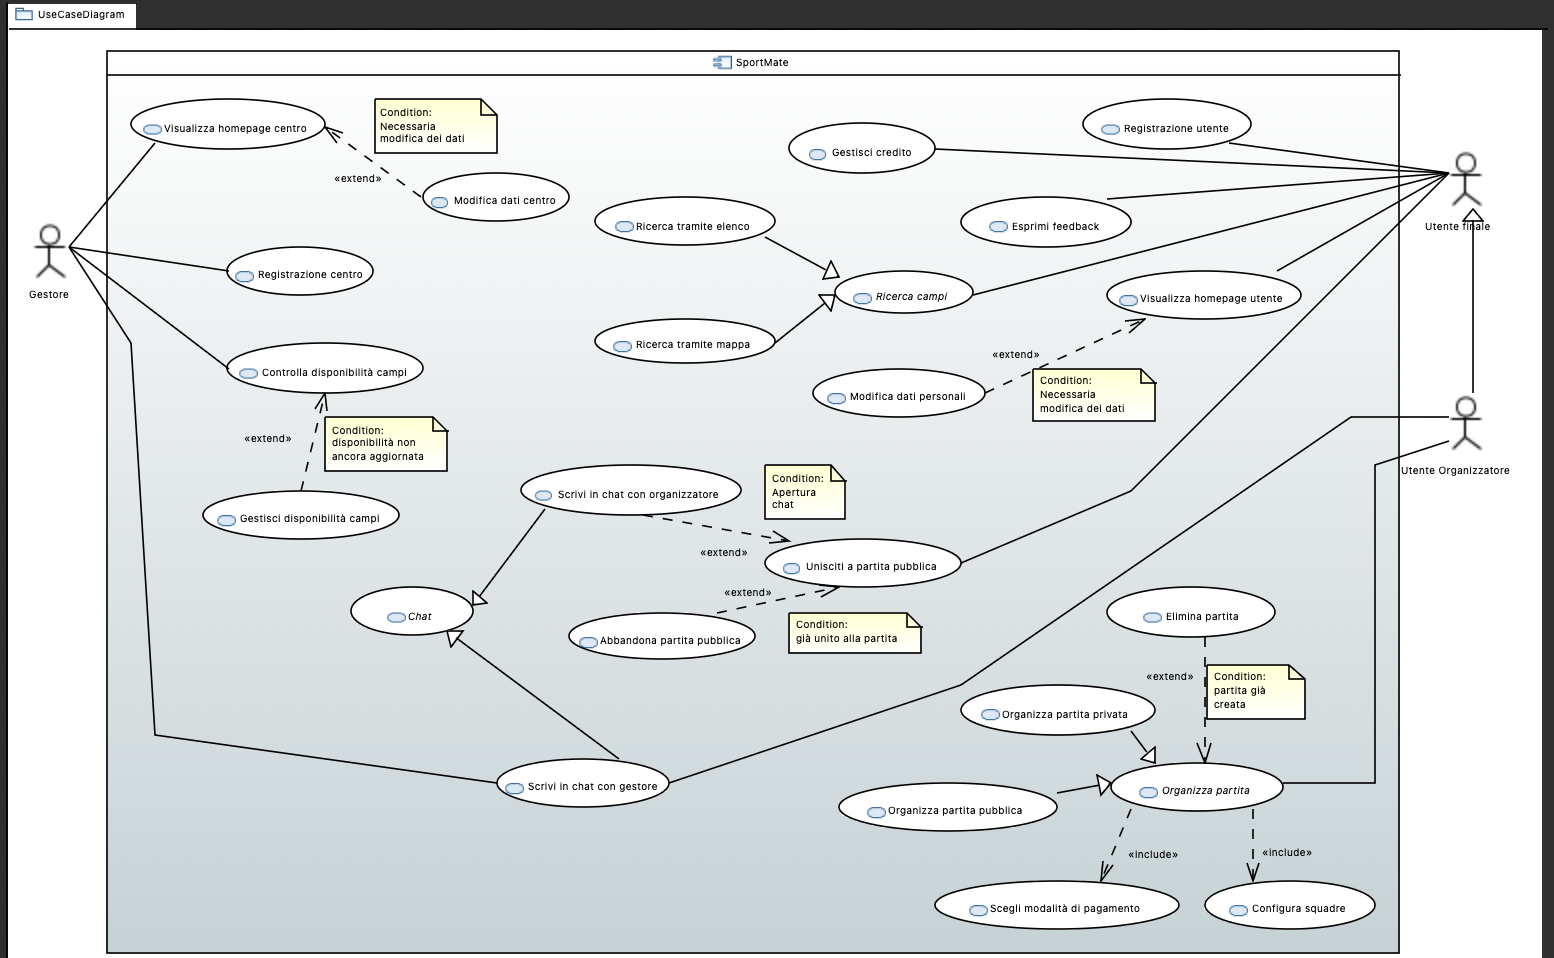 UseCaseDiagram
SportMate
Visualizza homepage centro
Condition:
Necessaria
modifica dei dati
«extend»
Modifica dati centro
Gestisci credito
Registrazione utente
Ricerca tramite elenco
Esprimi feedback
Utente finale
Gestore
Registrazione centro
Ricerca campi
Visualizza homepage utente
Ricerca tramite mappa
«extend»
Controlla disponibilità campi
Modifica dati personali
Condition:
Necessaria
modifica dei dati
«extend»
Condition:
disponibilità non
ancora aggiornata
Utente Organizzatore
Gestisci disponibilità campi
Scrivi in chat con organizzatore
Condition:
Apertura
chat
«extend»
Unisciti a partita pubblica
«extend»
Chat
Abbandona partita pubblica
Condition:
già unito alla partita
Elimina partita
«extend»
Condition:
partita già
creata
Organizza partita privata
Scrivi in chat con gestore
Organizza partita pubblica
Organizza partita
«include»
«include»
Scegli modalità di pagamento
Configura squadre